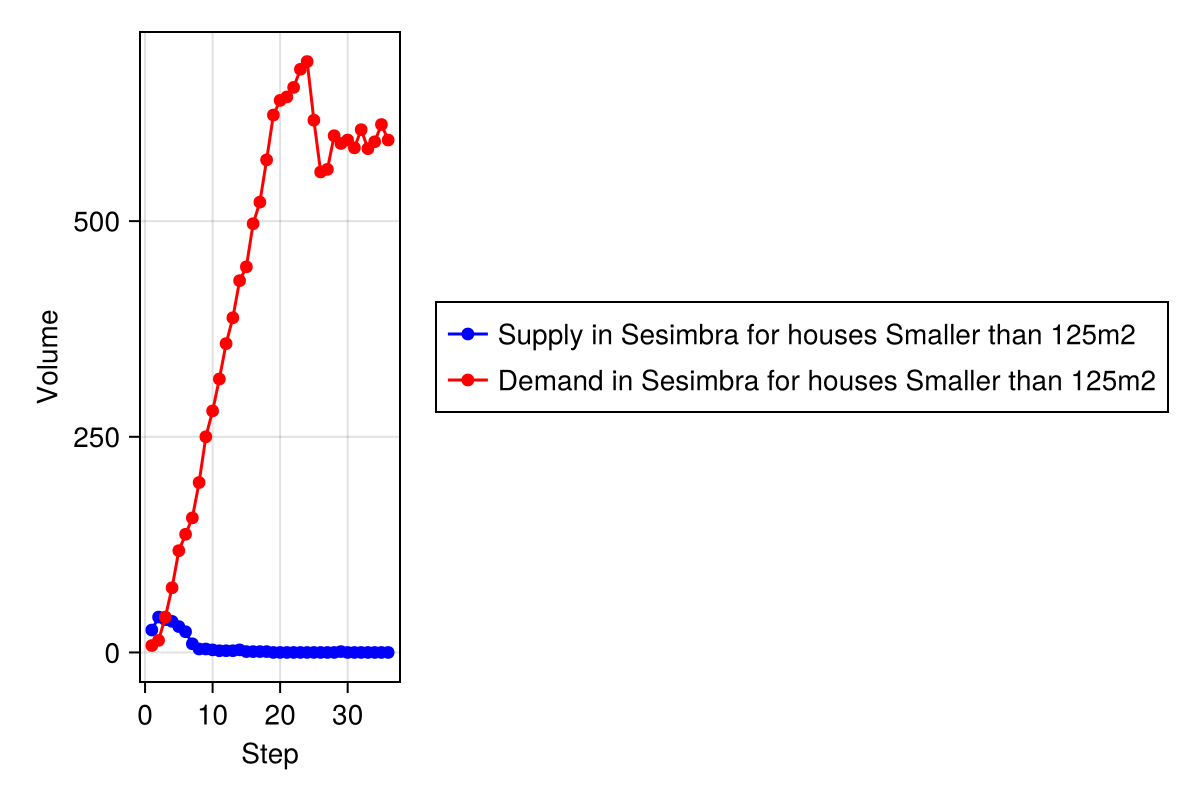 Volume
500
250
0
0 10 20 30
Step
Supply in Sesimbra for houses Smaller than 125m2
Demand in Sesimbra for houses Smaller than 125m2